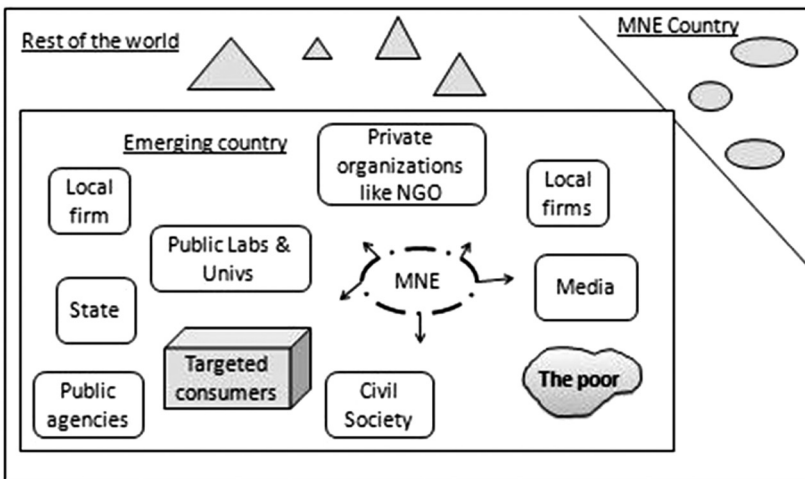 Rest of the world
MNE Country
Emerging country
Private
organizations
like NGO
Local
firm
Local
firms
Public Labs &
Univs
MNE
Media
State
Targeted
consumers
The poor
Public
agencies
Civil
Society